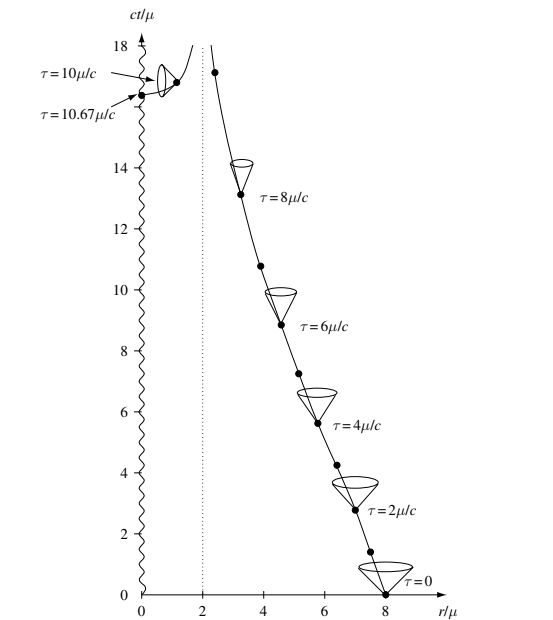 ct/μ
18
τ = 10μ/c
τ = 10.67μ/c
14
τ = 8μ/c
12
10
τ = 6μ/c
8
6
τ = 4μ/c
4
τ = 2μ/c
2
τ = 0
0
0 2 4 6 8 r/μ